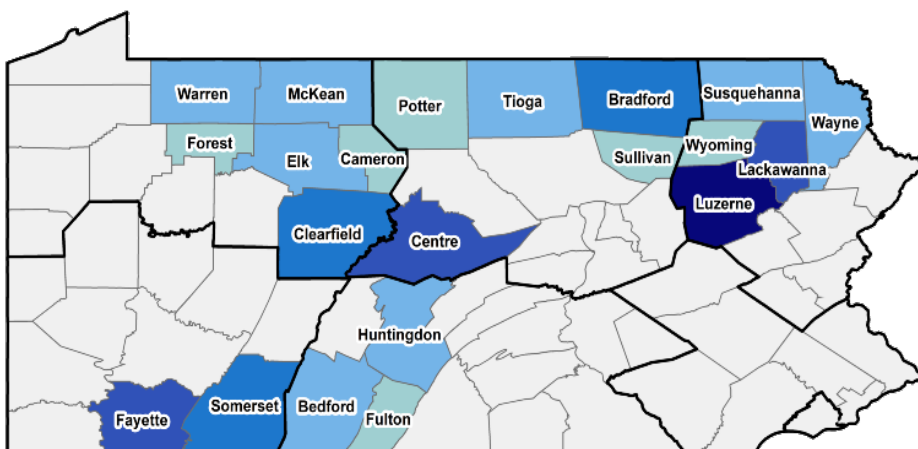 Warren
McKean
Potter
Tioga
Bradford
Susquehanna
Wayne
Forest
Elk
Cameron
Sullivan
Wyoming
Lackawanna
Luzerne
Clearfield
Centre
Huntingdon
Fayette
Somerset
Bedford
Fulton